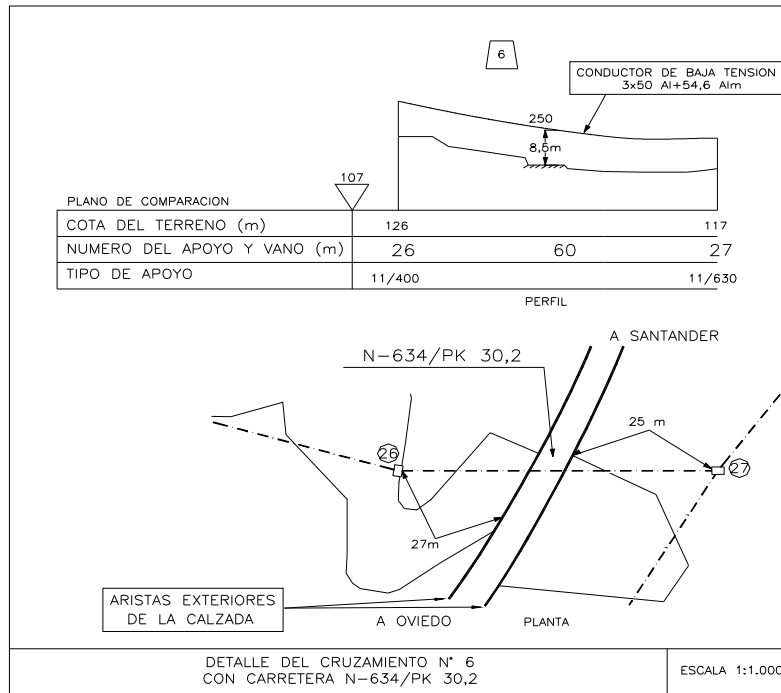 6
CONDUCTOR DE BAJA TENSION
3x50 Al+54,6 Alm
250
8,5m
107
PLANO DE COMPARACION
COTA DEL TERRENO (m) 126 117
NUMERO DEL APOYO Y VANO (m) 26 60 27
TIPO DE APOYO 11/400 11/630
PERFIL
A SANTANDER
N-634/PK 30,2
25 m
26
27
27m
ARISTAS EXTERIORES
DE LA CALZADA
A OVIEDO
PLANTA
DETALLE DEL CRUZAMIENTO N° 6
CON CARRETERA N-634/PK 30,2
ESCALA 1:1.000